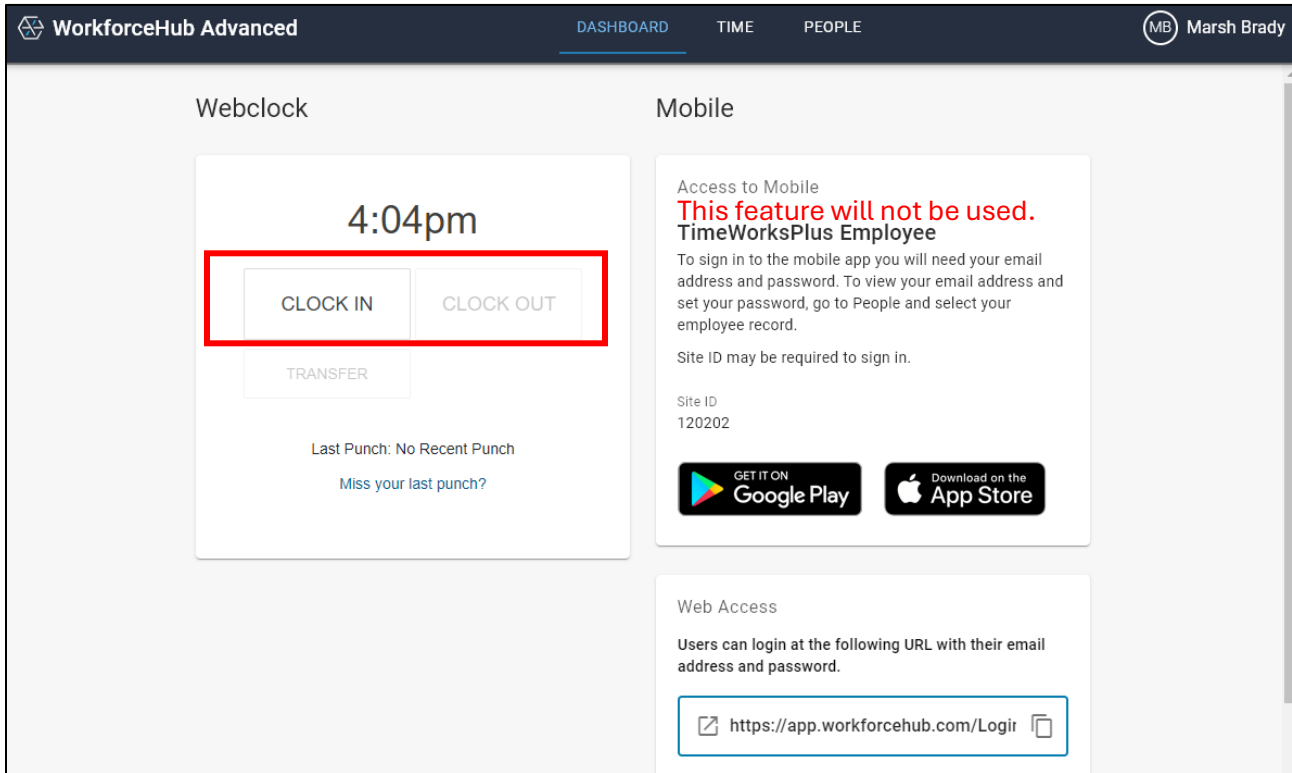 WorkforceHub Advanced
DASHBOARD
TIME
PEOPLE
MB
Marsh Brady
Webclock
4:04pm
CLOCK IN
CLOCK OUT
TRANSFER
Last Punch: No Recent Punch
Miss your last punch?
Mobile
Access to Mobile
This feature will not be used.
TimeWorksPlus Employee
To sign in to the mobile app you will need your email
address and password. To view your email address and
set your password, go to People and select your
employee record.
Site ID may be required to sign in.
Site ID
120202
GET IT ON
Google Play
Download on the
App Store
Web Access
Users can login at the following URL with their email
address and password.
https://app.workforcehub.com/Login